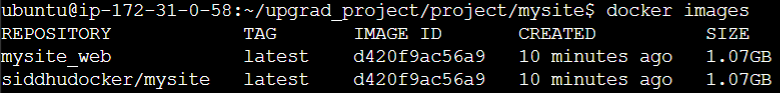 ubuntu@ip-172-31-0-58:~/upgrad_project/project/mysite$ docker images
REPOSITORY TAG IMAGE ID CREATED SIZE
mysite_web latest d420f9ac56a9 10 minutes ago 1.07GB
siddhudocker/mysite latest d420f9ac56a9 10 minutes ago 1.07GB